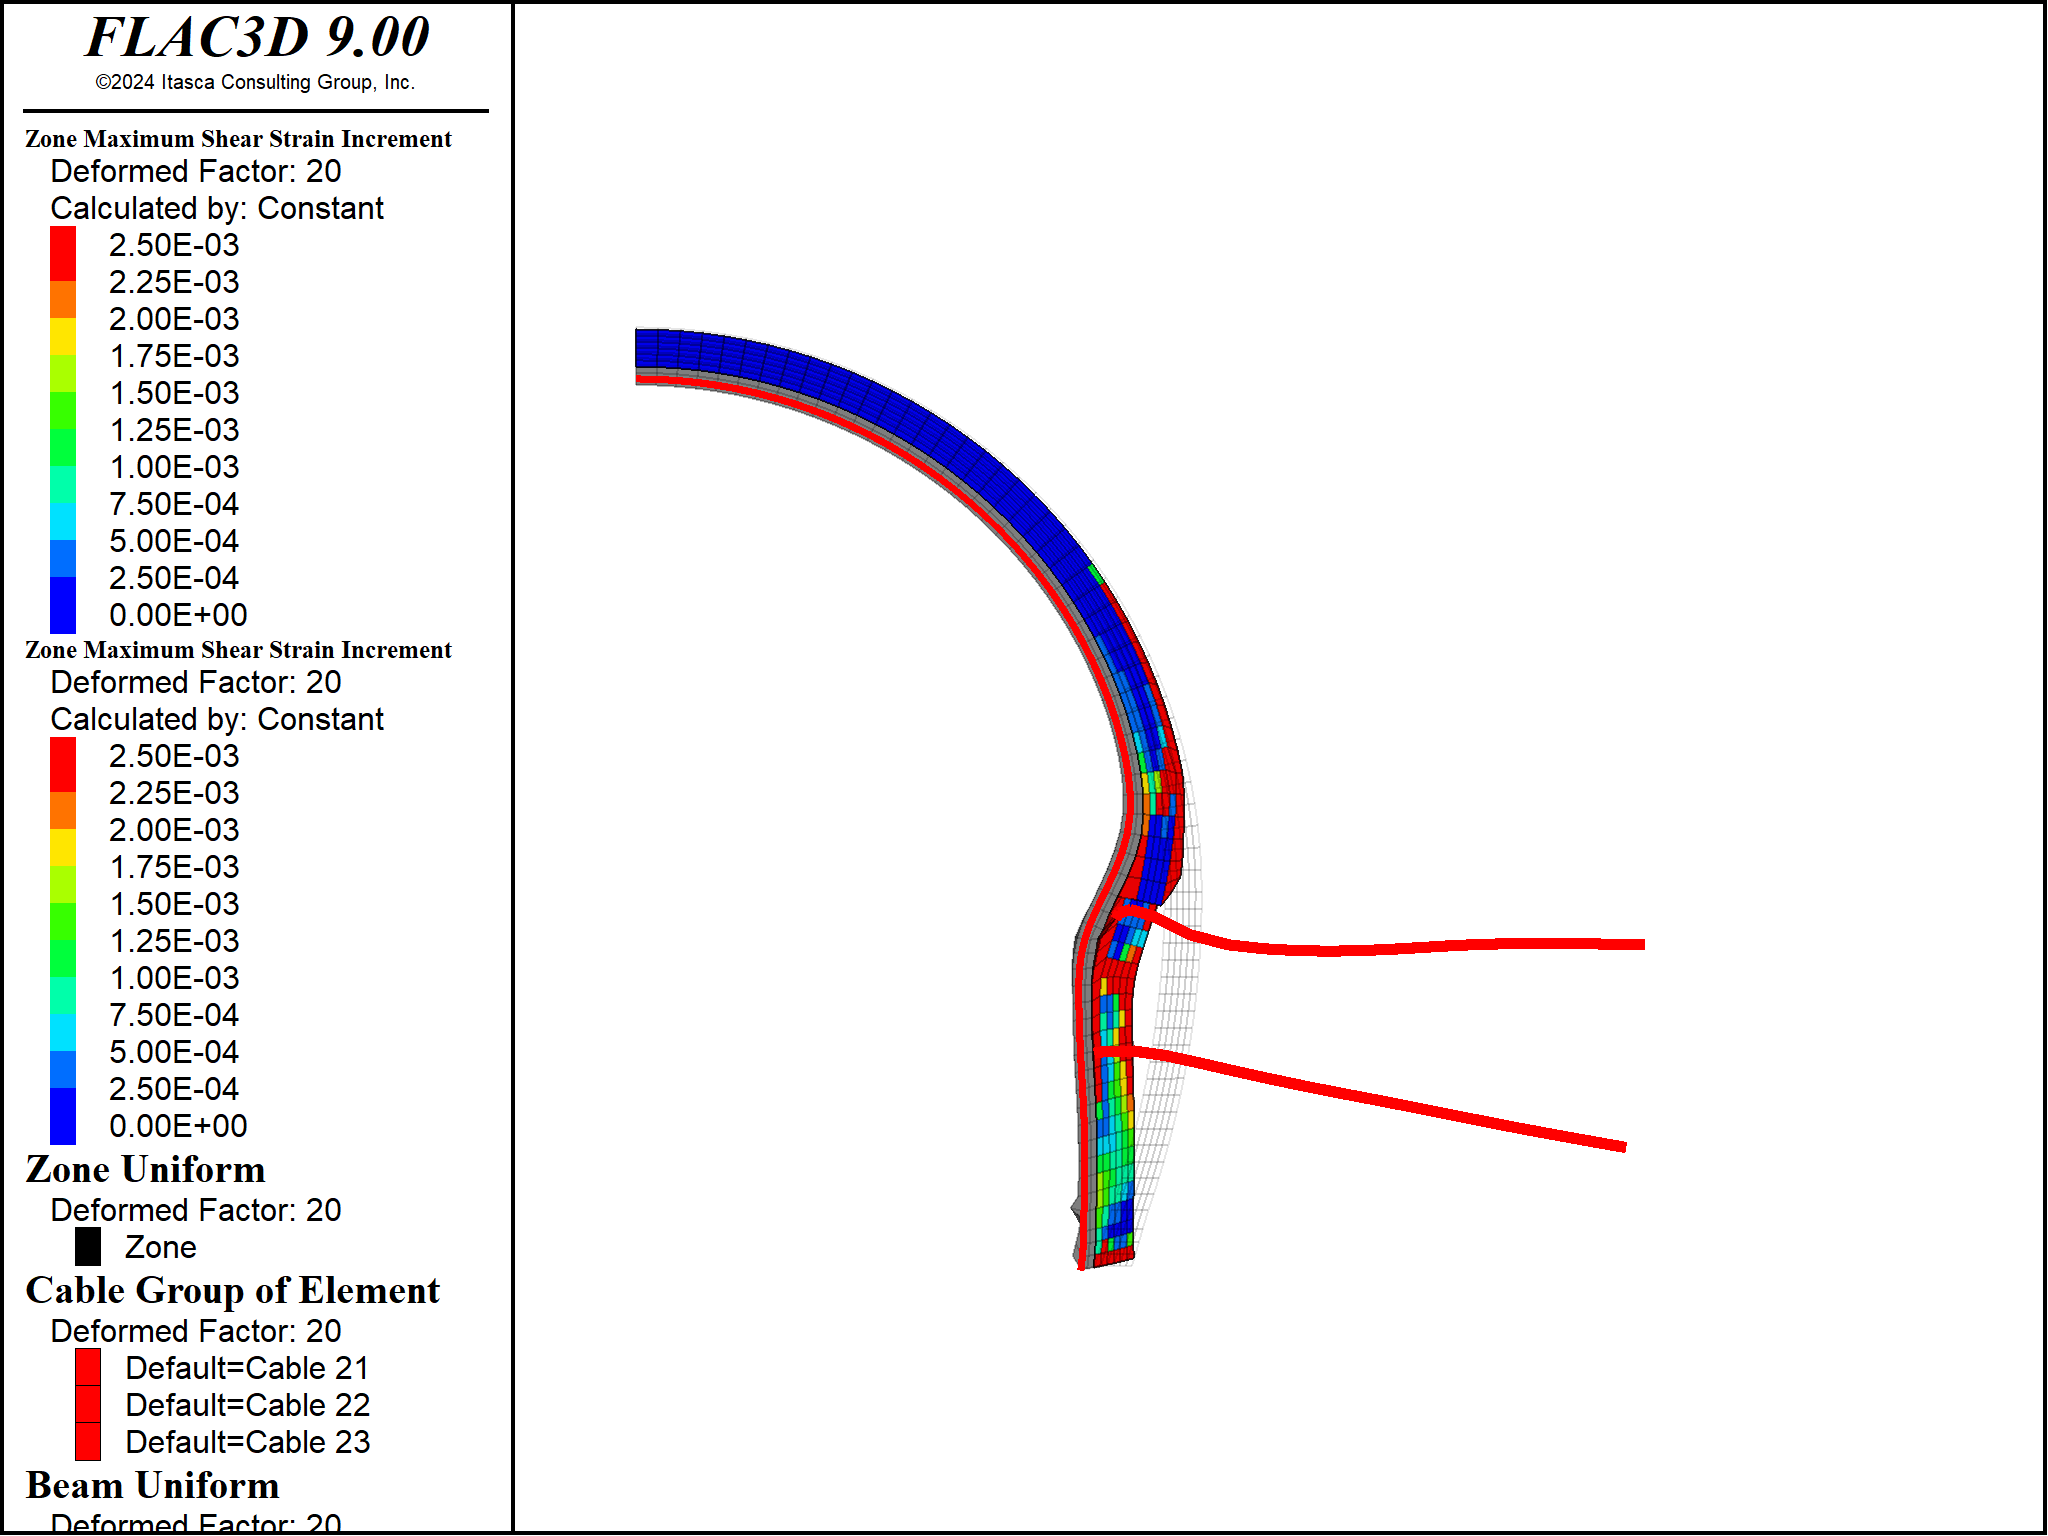 FLAC3D 9.00
©2024 Itasca Consulting Group, Inc.
Zone Maximum Shear Strain Increment
Deformed Factor: 20
Calculated by: Constant
2.50E-03
2.25E-03
2.00E-03
1.75E-03
1.50E-03
1.25E-03
1.00E-03
7.50E-04
5.00E-04
2.50E-04
0.00E+00
Zone Maximum Shear Strain Increment
Deformed Factor: 20
Calculated by: Constant
2.50E-03
2.25E-03
2.00E-03
1.75E-03
1.50E-03
1.25E-03
1.00E-03
7.50E-04
5.00E-04
2.50E-04
0.00E+00
Zone Uniform
Deformed Factor: 20
Zone
Cable Group of Element
Deformed Factor: 20
Default=Cable 21
Default=Cable 22
Default=Cable 23
Beam Uniform
Deformed Factor: 20